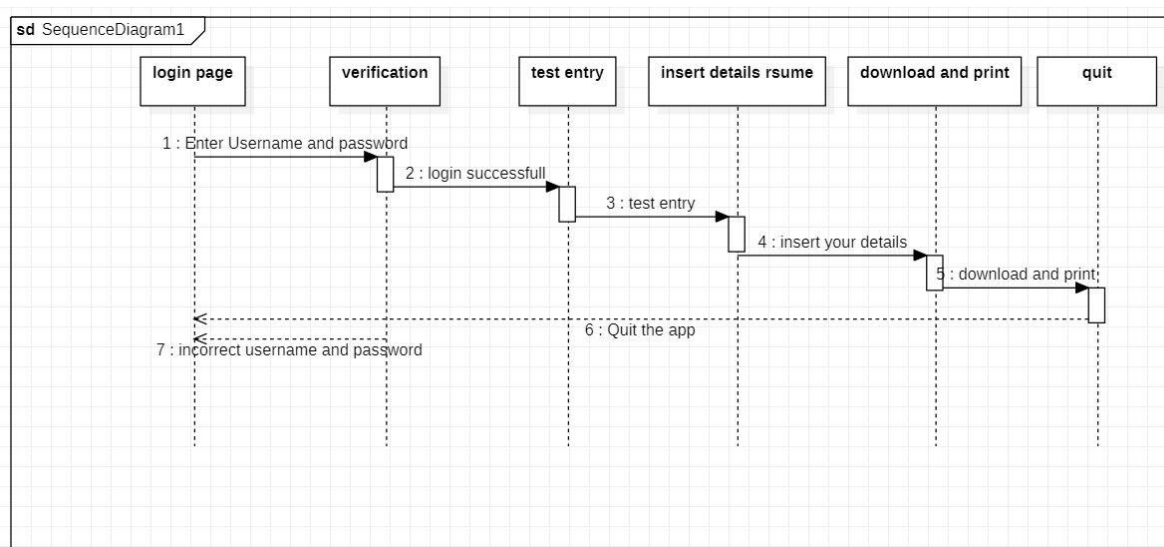 sd SequenceDiagram1
login page
verification
test entry
insert details rsume
download and print
quit
1 : Enter Username and password
2 : login successfull
3 : test entry
4 : insert your details
5 : download and print
6 : Quit the app
7 : incorrect username and password